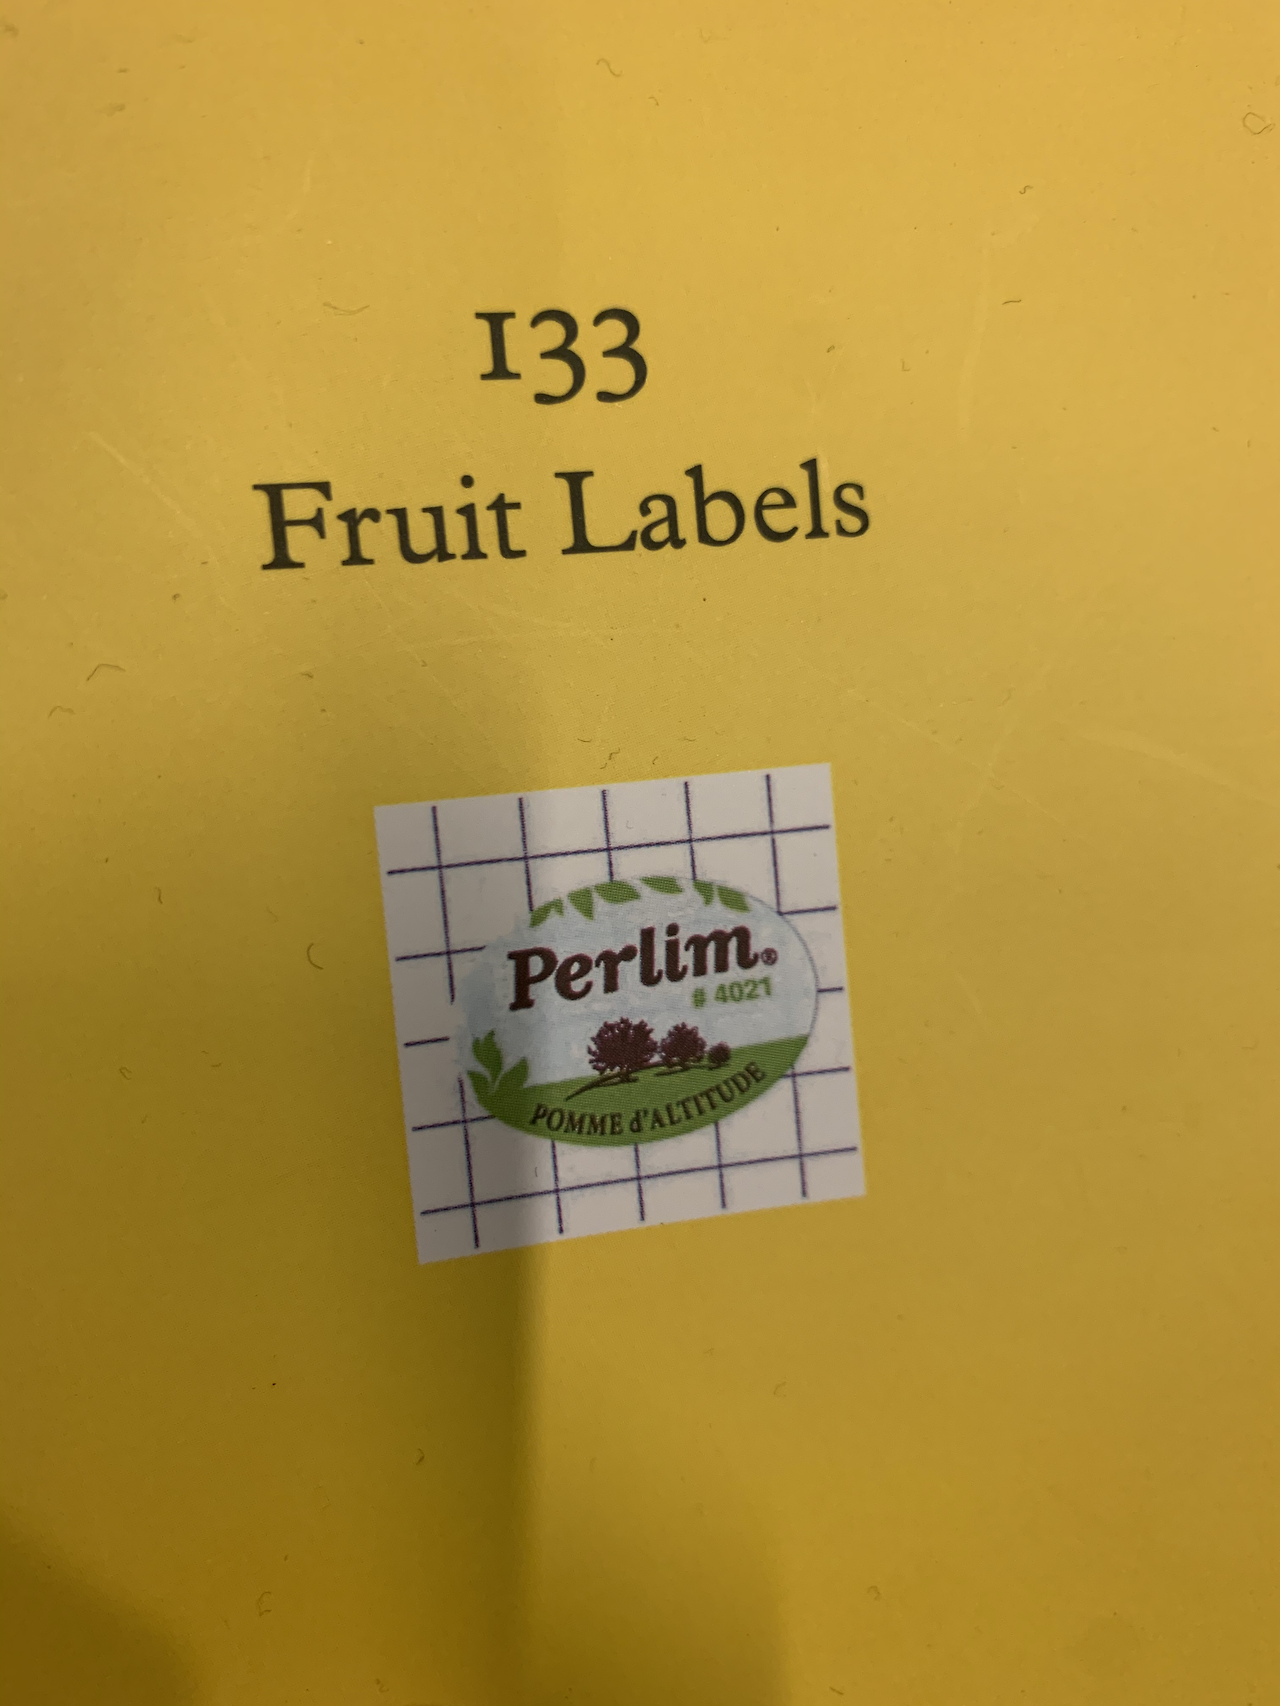 133
Fruit Labels
Perlim®
# 4021
POMME d'ALTITUDE